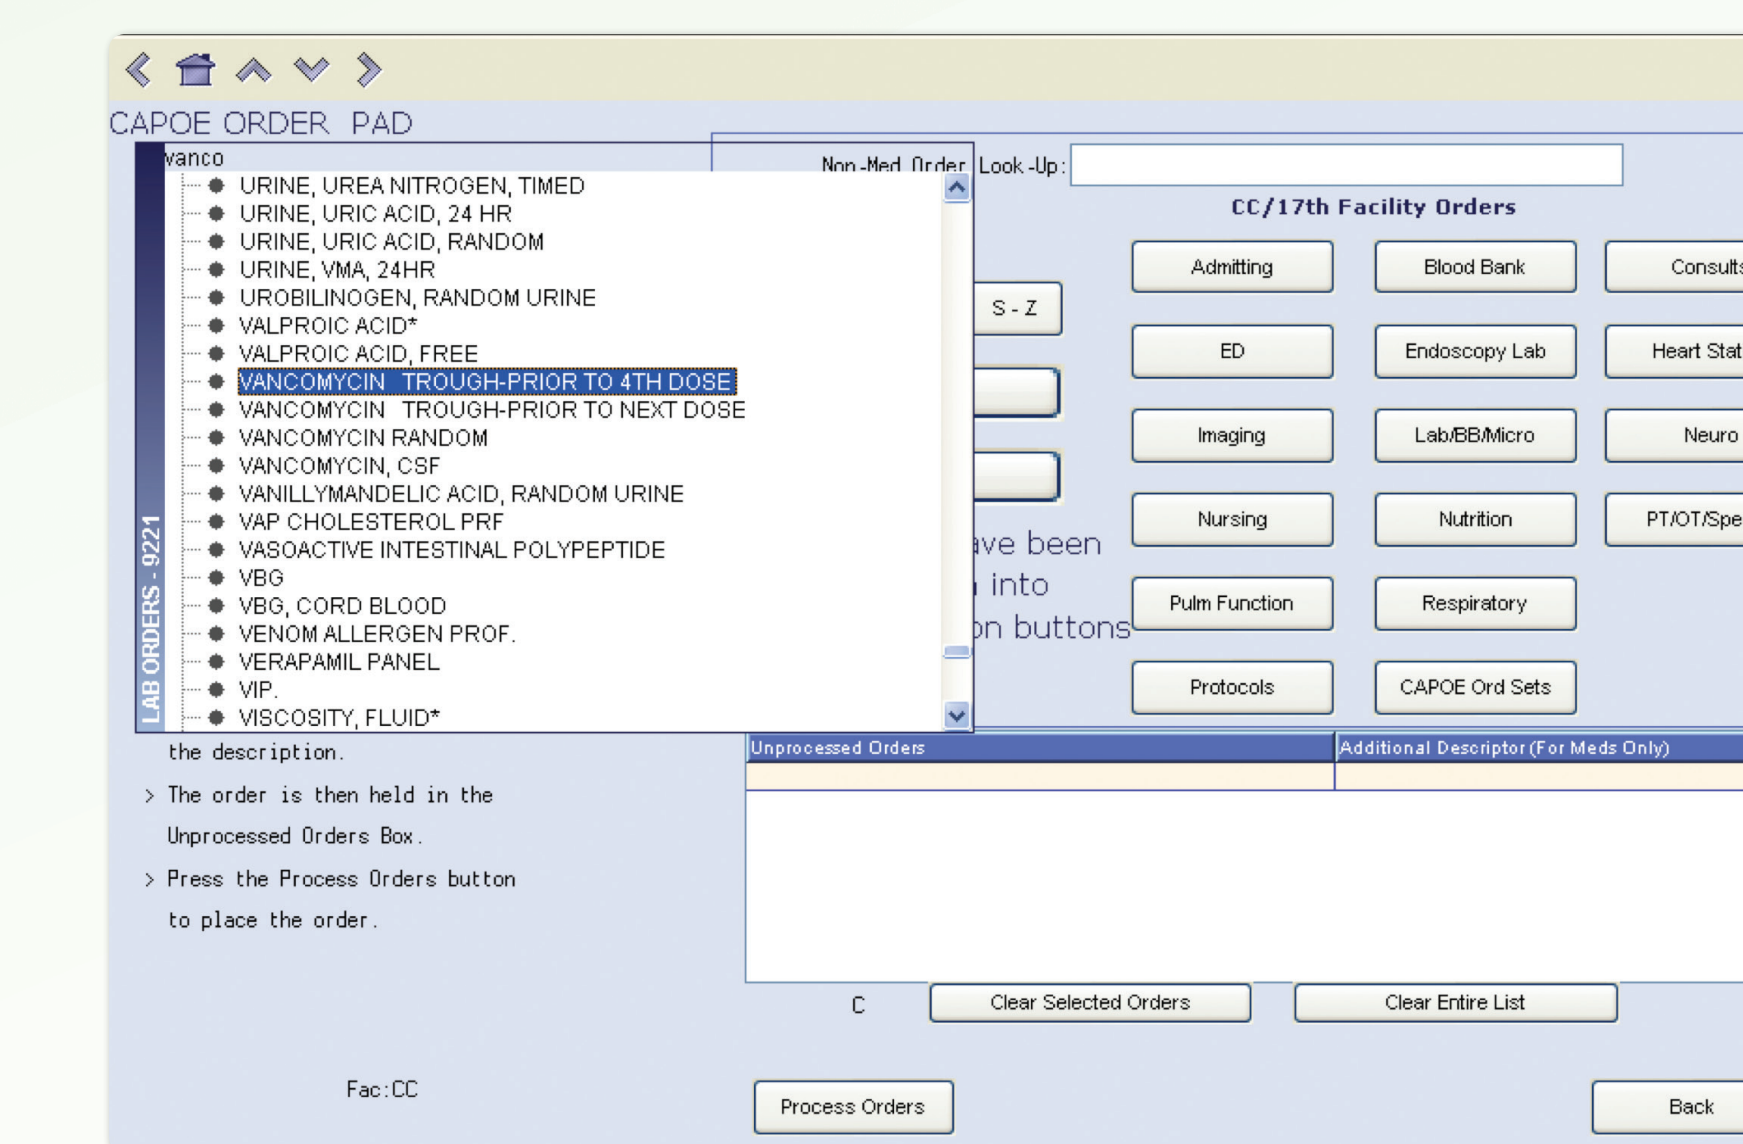 CAPOE ORDER PAD
vanco
URINE, UREA NITROGEN, TIMED
URINE, URIC ACID, 24 HR
URINE, URIC ACID, RANDOM
URINE, VMA, 24HR
UROBILINOGEN, RANDOM URINE
VALPROIC ACID*
VALPROIC ACID, FREE
VANCOMYCIN TROUGH-PRIOR TO 4TH DOSE
VANCOMYCIN TROUGH-PRIOR TO NEXT DOSE
VANCOMYCIN RANDOM
VANCOMYCIN, CSF
VANILLYMANDELIC ACID, RANDOM URINE
VAP CHOLESTEROL PRF
VASOACTIVE INTESTINAL POLYPEPTIDE
VBG
VBG, CORD BLOOD
VENOM ALLERGEN PROF.
VERAPAMIL PANEL
VIP.
VISCOSITY, FLUID*
LAB ORDERS - 9221
Non-Med Order Look-Up:
CC/17th Facility Orders
S - Z
Admitting
Blood Bank
Consults
ED
Endoscopy Lab
Heart Stat
Imaging
Lab/BB/Micro
Neuro
Nursing
Nutrition
PT/OT/Spe
Pulm Function
Respiratory
Protocols
CAPOE Ord Sets
been
into
buttons
the description.
> The order is then held in the
Unprocessed Orders Box.
> Press the Process Orders button
to place the order.
Unprocessed Orders
Additional Descriptor (For Meds Only)
C
Clear Selected Orders
Clear Entire List
Fac:CC
Process Orders
Back